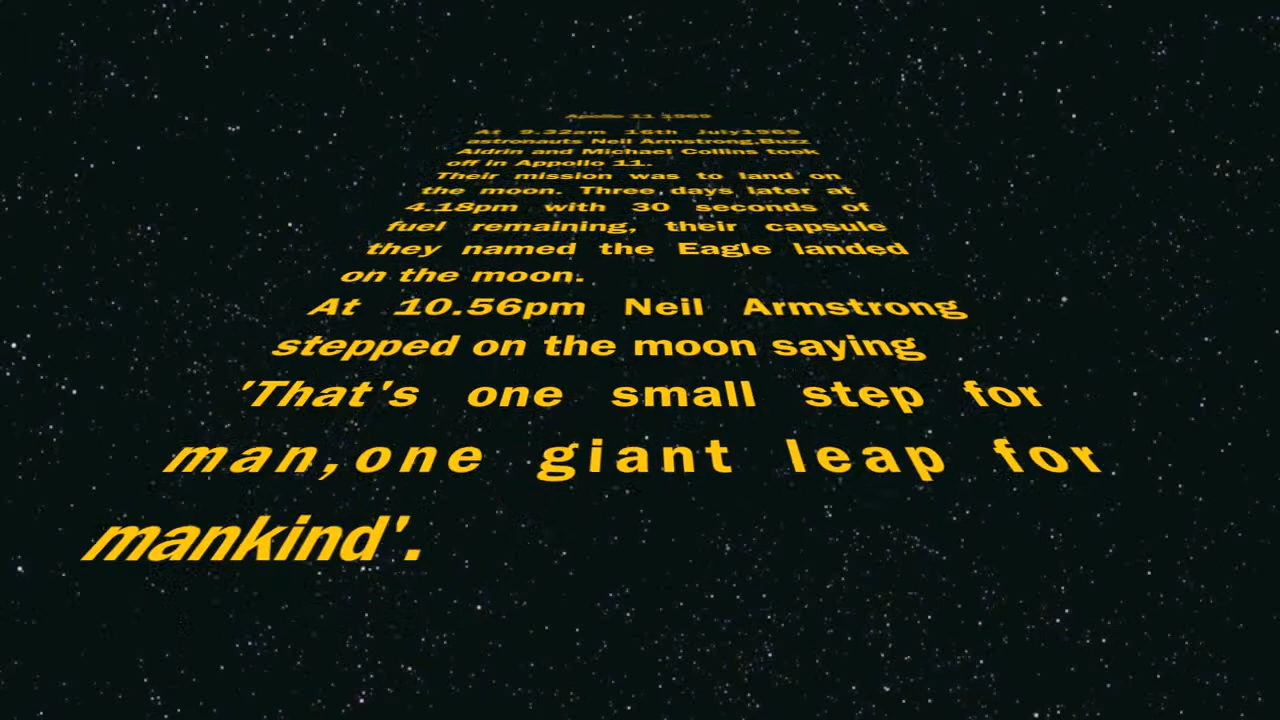 Apollo 11 1969
At 9.32am 16th July1969
astronauts Neil Armstrong,Buzz
Aldrin and Michael Collins took
off in Appollo 11.
Their mission was to land on
the moon. Three days later at
4.18pm with 30 seconds of
fuel remaining, their capsule
they named the Eagle landed
on the moon.
At 10.56pm Neil Armstrong
stepped on the moon saying
'That's one small step for
man,one giant leap for
mankind'.